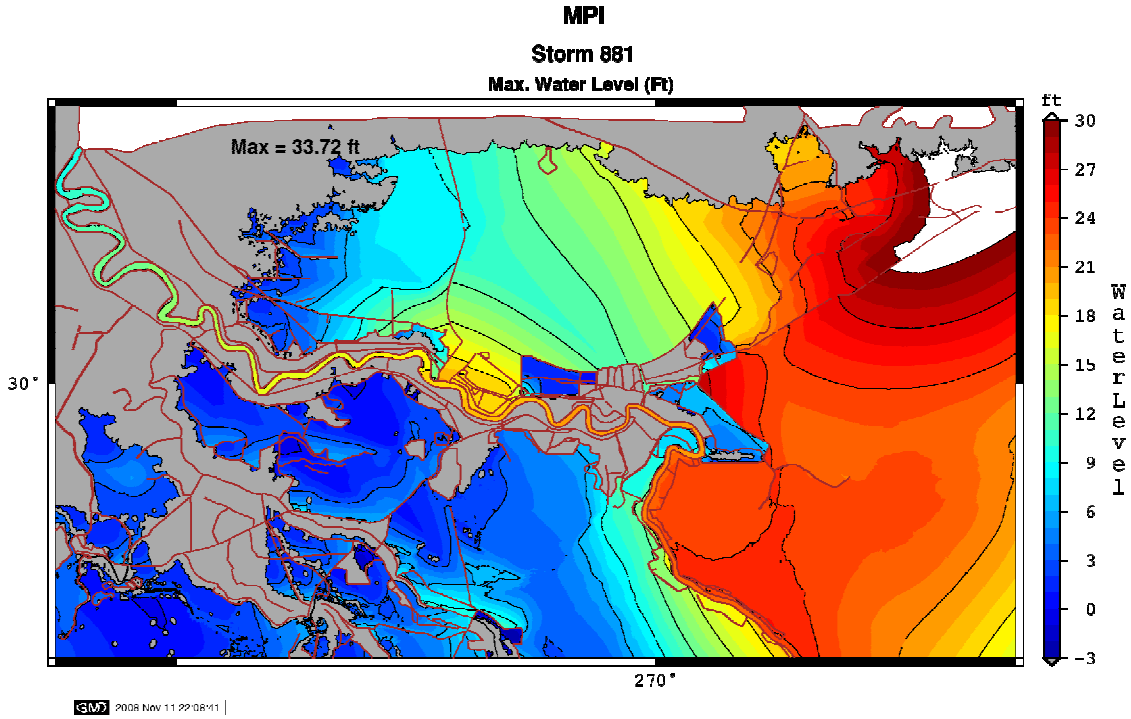 MPI
Storm 881
Max. Water Level (Ft)
Max = 33.72 ft
ft
30
27
24
21
18
15
12
9
6
3
0
-3
WaterLevel
30°
270°
GMT 2008 Nov 11 22:08:41